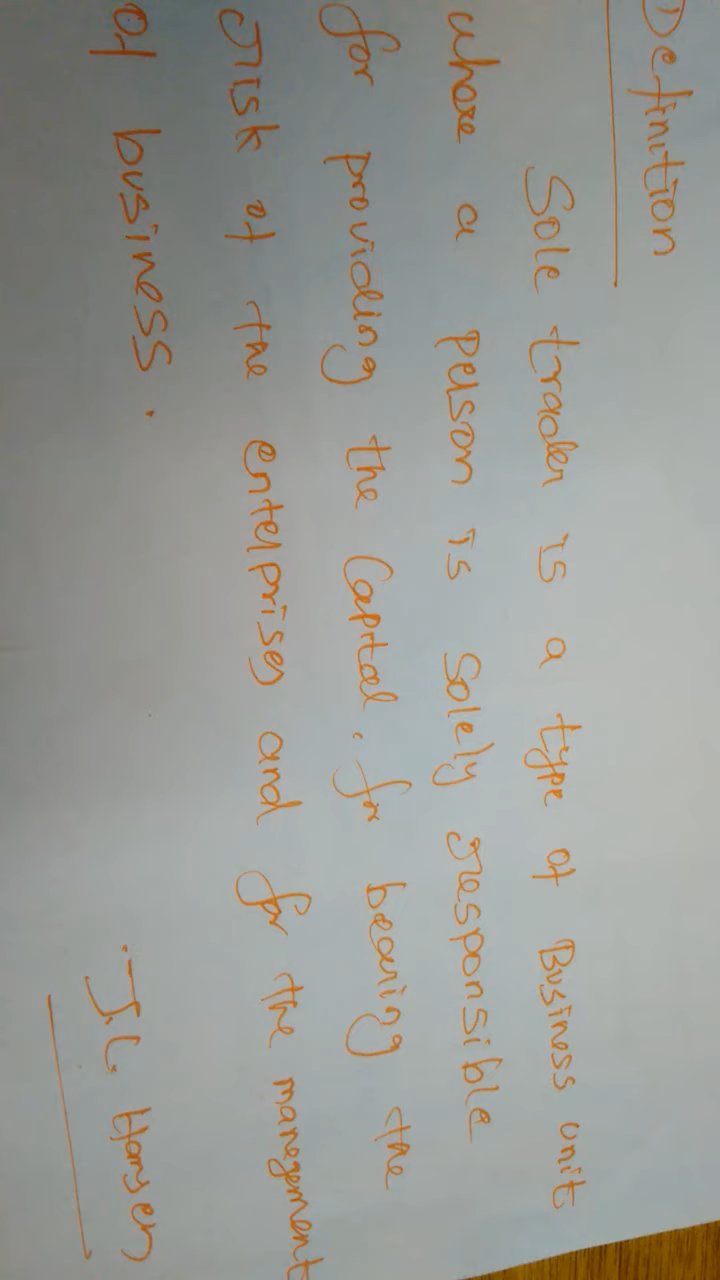 Definition
Sole trader is a type of Business unit
where a person is solely responsible
for providing the Capital, for bearing the
risk of the enterprises and for the management
of business.
- J.L. Hansen